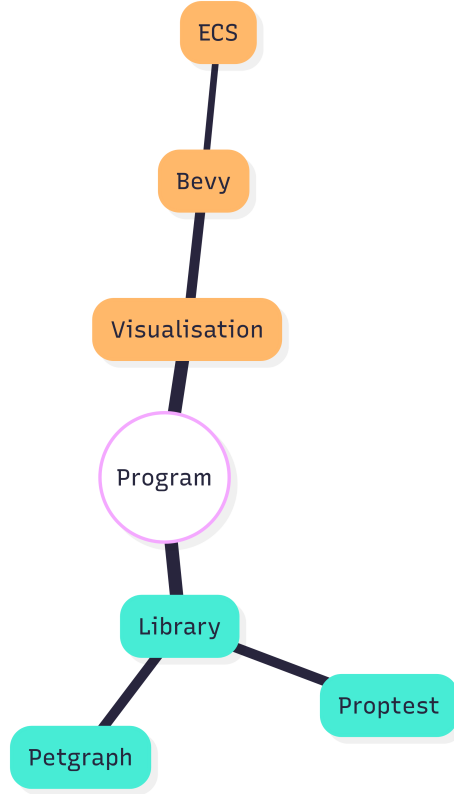 ECS
Bevy
Visualisation
Program
Library
Proptest
Petgraph